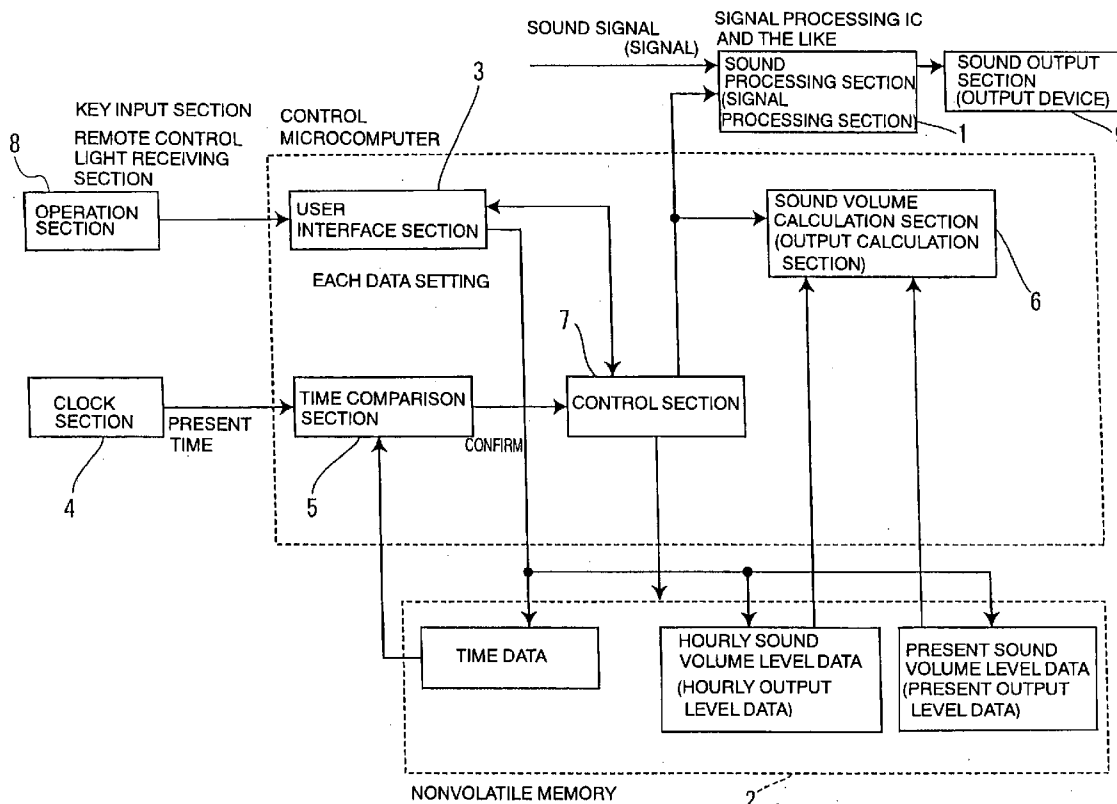 SOUND SIGNAL
(SIGNAL)
SIGNAL PROCESSING IC
AND THE LIKE
SOUND
PROCESSING SECTION
(SIGNAL
PROCESSING SECTION)
1
SOUND OUTPUT
SECTION
(OUTPUT DEVICE)
9
KEY INPUT SECTION
REMOTE CONTROL
LIGHT RECEIVING
SECTION
8
OPERATION
SECTION
CONTROL
MICROCOMPUTER
3
USER
INTERFACE SECTION
EACH DATA SETTING
SOUND VOLUME
CALCULATION SECTION
(OUTPUT CALCULATION
SECTION)
6
7
CONTROL SECTION
CLOCK
SECTION
4
PRESENT
TIME
TIME COMPARISON
SECTION
5
CONFIRM
TIME DATA
HOURLY SOUND
VOLUME LEVEL DATA
(HOURLY OUTPUT
LEVEL DATA)
PRESENT SOUND
VOLUME LEVEL DATA
(PRESENT OUTPUT
LEVEL DATA)
NONVOLATILE MEMORY
2